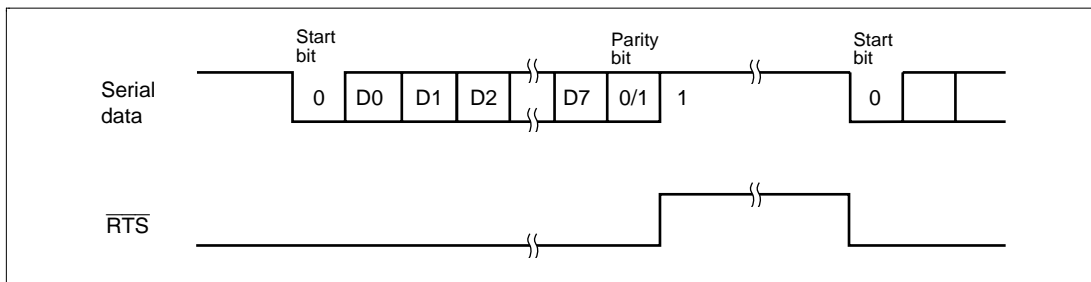 Start
bit
Parity
bit
Start
bit
Serial
data
0 D0 D1 D2 D7 0/1 1 0
RTS